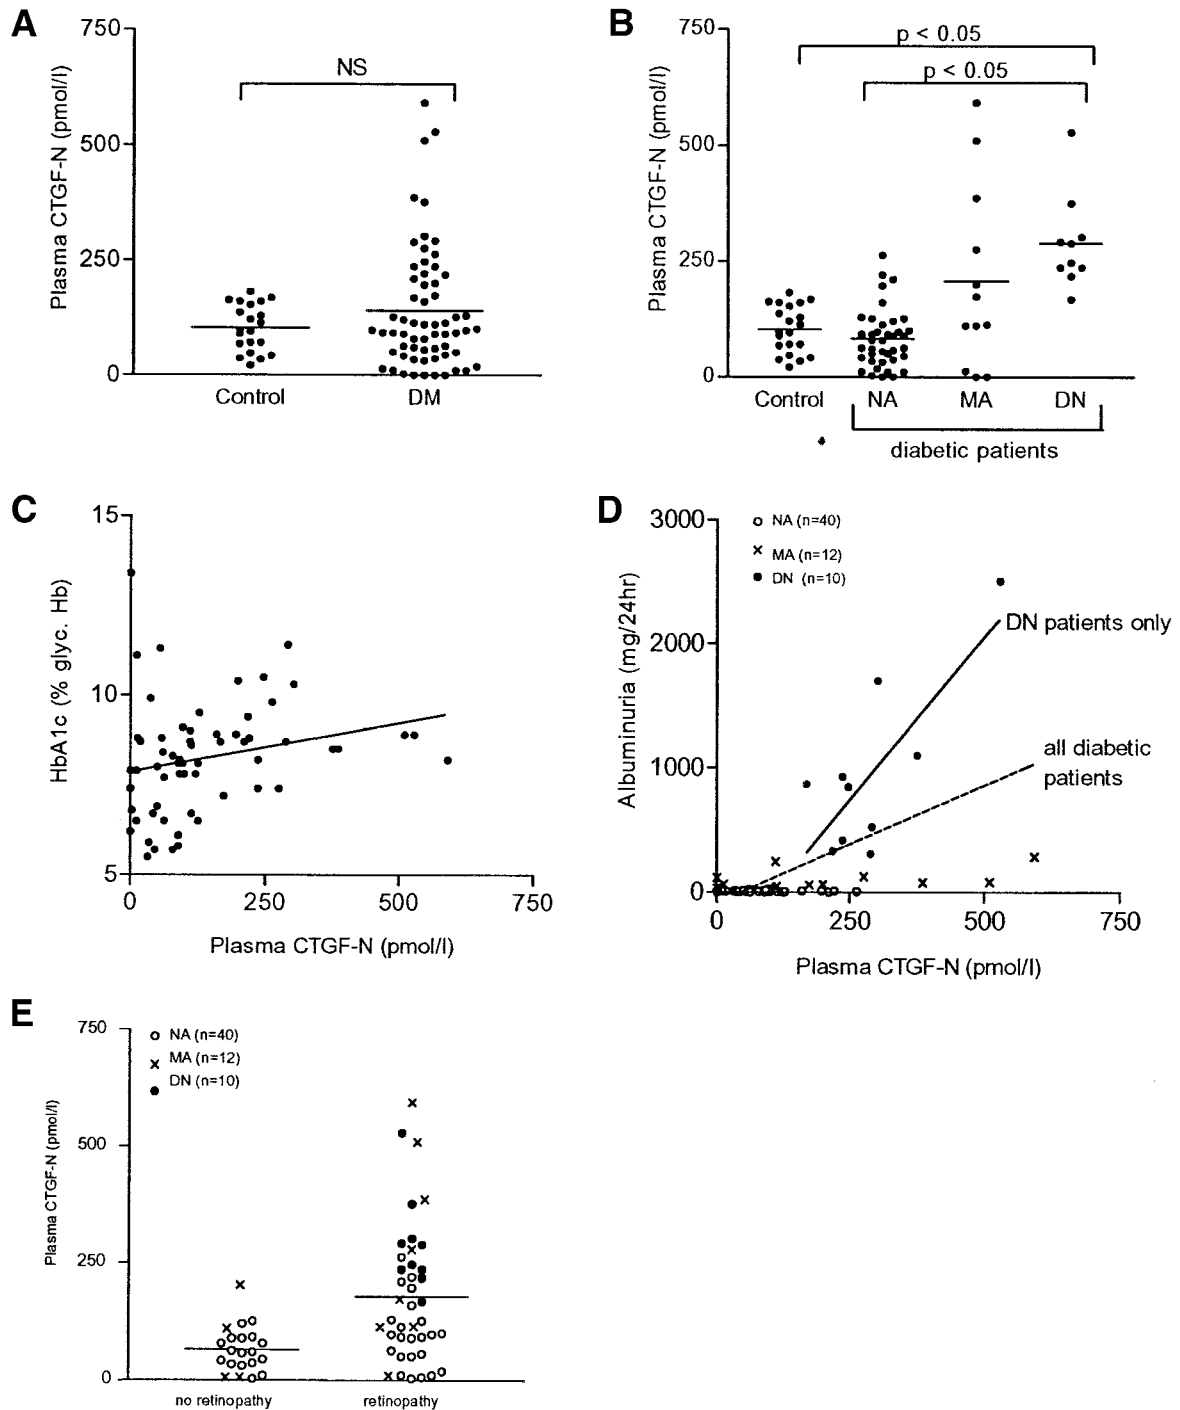 A
750
500
250
0
Plasma CTGF-N (pmol/l)
NS
Control DM
B
750
500
250
0
Plasma CTGF-N (pmol/l)
p < 0.05
p < 0.05
Control NA MA DN
diabetic patients
C
15
10
5
HbA1c (% glyc. Hb)
0 250 500 750
Plasma CTGF-N (pmol/l)
D
3000
2000
1000
0
Albuminuria (mg/24hr)
NA (n=40)
MA (n=12)
DN (n=10)
DN patients only
all diabetic
patients
0 250 500 750
Plasma CTGF-N (pmol/l)
E
750
500
250
0
Plasma CTGF-N (pmol/l)
NA (n=40)
MA (n=12)
DN (n=10)
no retinopathy retinopathy